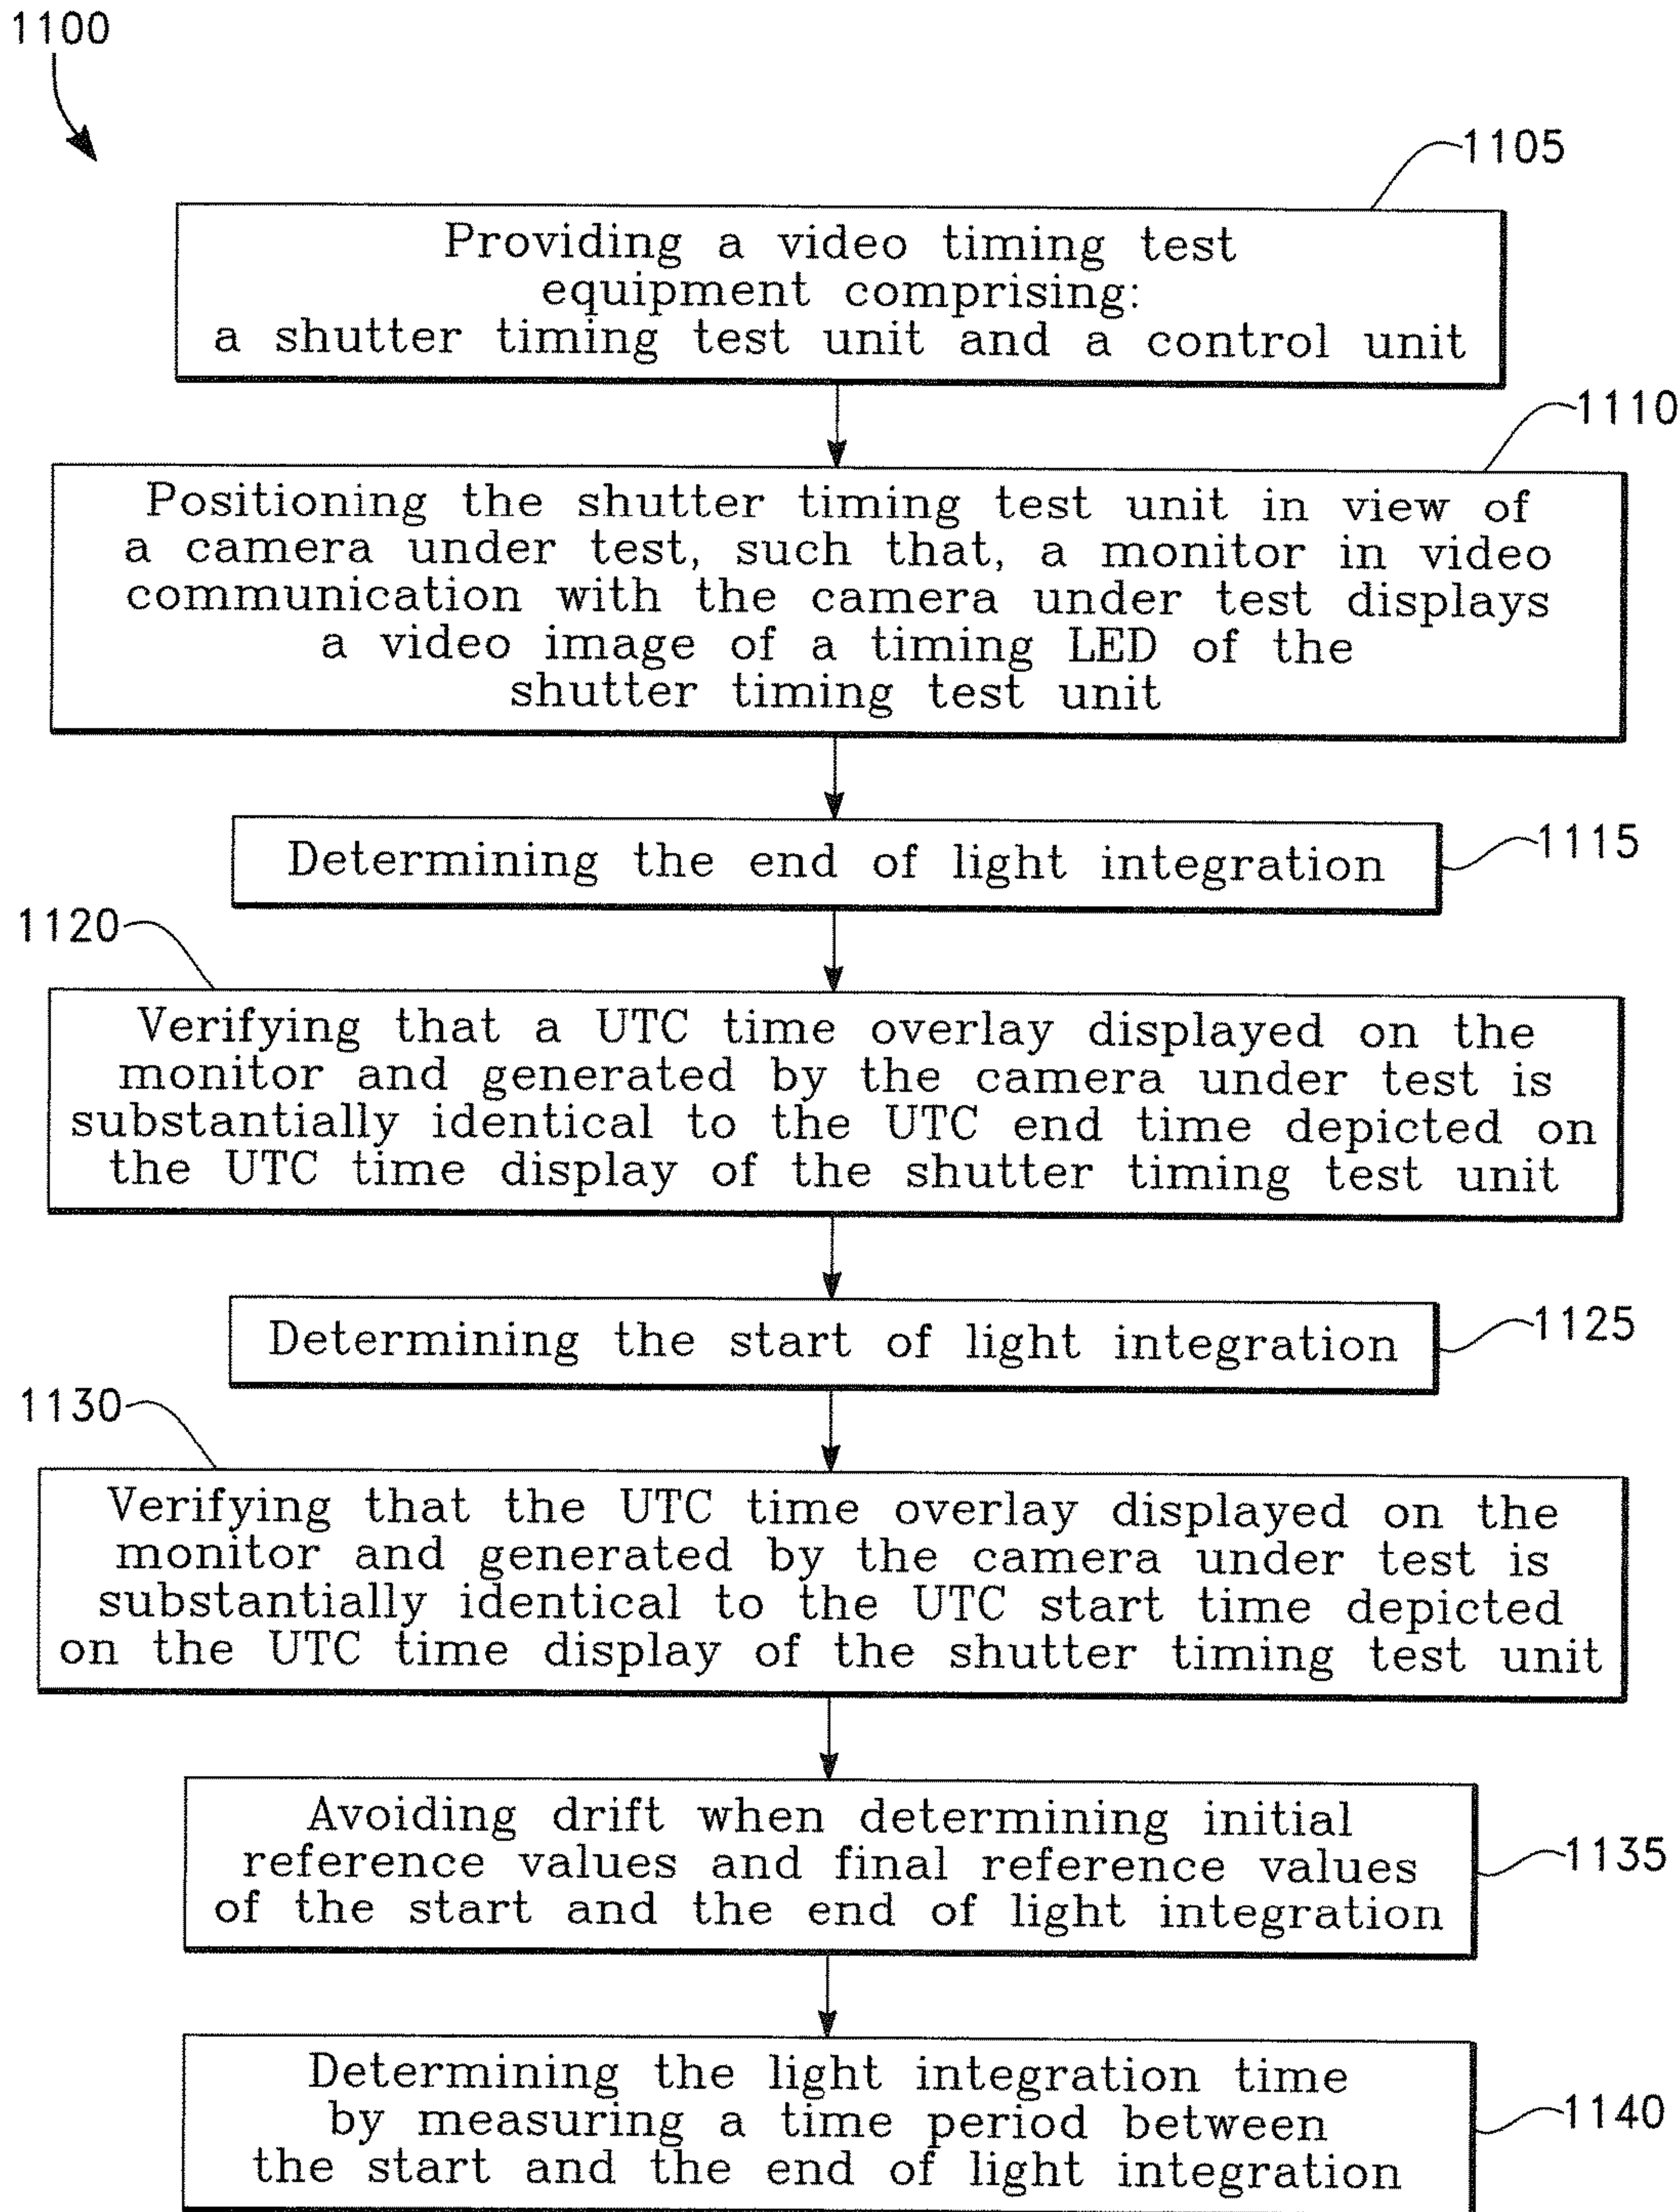 1100
1105
Providing a video timing test
equipment comprising:
a shutter timing test unit and a control unit
1110
Positioning the shutter timing test unit in view of
a camera under test, such that, a monitor in video
communication with the camera under test displays
a video image of a timing LED of the
shutter timing test unit
1115
Determining the end of light integration
1120
Verifying that a UTC time overlay displayed on the
monitor and generated by the camera under test is
substantially identical to the UTC end time depicted on
the UTC time display of the shutter timing test unit
1125
Determining the start of light integration
1130
Verifying that the UTC time overlay displayed on the
monitor and generated by the camera under test is
substantially identical to the UTC start time depicted
on the UTC time display of the shutter timing test unit
1135
Avoiding drift when determining initial
reference values and final reference values
of the start and the end of light integration
1140
Determining the light integration time
by measuring a time period between
the start and the end of light integration